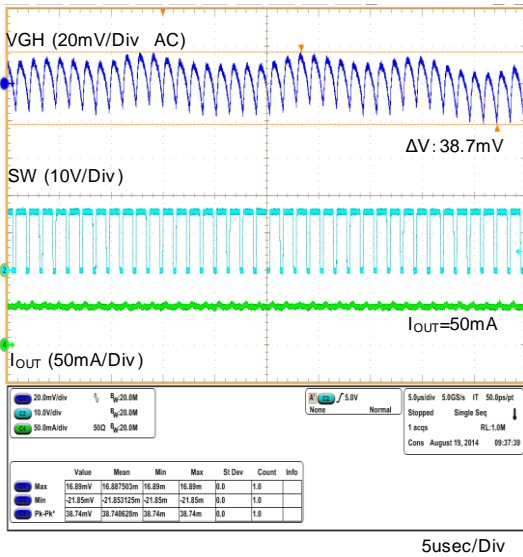 VGH (20mV/Div AC)
ΔV: 38.7mV
SW (10V/Div)
2
IOUT=50mA
4
IOUT (50mA/Div)
20.0mV/div BW:20.0M
C2 10.0V/div BW:20.0M
C4 50.0mA/div 50Ω BW:20.0M
A' C2 5.0V
None Normal
5.0µs/div 5.0GS/s IT 50.0ps/pt
Stopped Single Seq
1 acqs RL:1.0M
Cons August 19, 2014 09:37:39
Value Mean Min Max St Dev Count Info
Max 16.89mV 16.887503m 16.89m 16.89m 0.0 1.0
Min -21.85mV -21.853125m -21.85m -21.85m 0.0 1.0
Pk-Pk* 38.74mV 38.740628m 38.74m 38.74m 0.0 1.0
5usec/Div